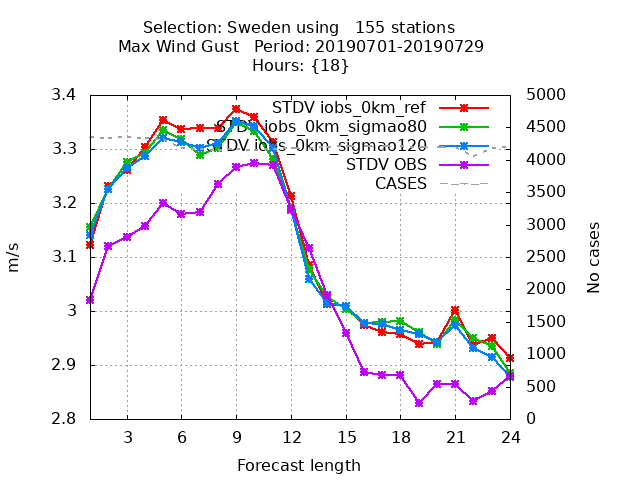 Selection: Sweden using   155 stations
Max Wind Gust   Period: 20190701-20190729
Hours: {18}
STDV iobs_0km_ref
STDV iobs_0km_sigmao80
STDV iobs_0km_sigmao120
STDV OBS
CASES
m/s
3.4
3.3
3.2
3.1
3
2.9
2.8
5000
4500
4000
3500
3000
2500
2000
1500
1000
500
0
No cases
3 6 9 12 15 18 21 24
Forecast length